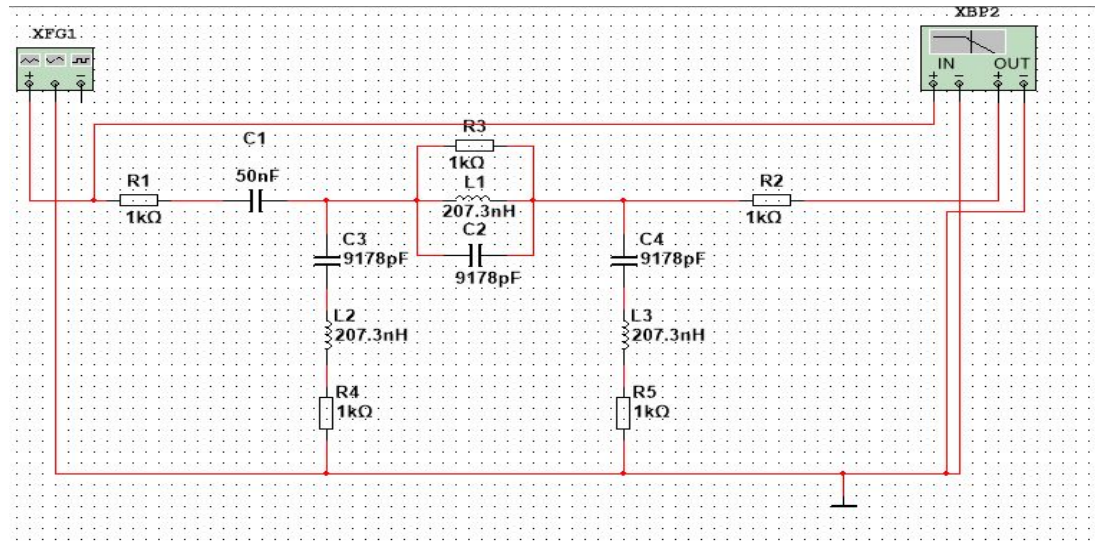 XFG1
XBP2
IN OUT
+ − + −
+ −
C1
50nF
R1
1kΩ
R3
1kΩ
L1
207.3nH
C2
9178pF
R2
1kΩ
C3
9178pF
C4
9178pF
L2
207.3nH
L3
207.3nH
R4
1kΩ
R5
1kΩ